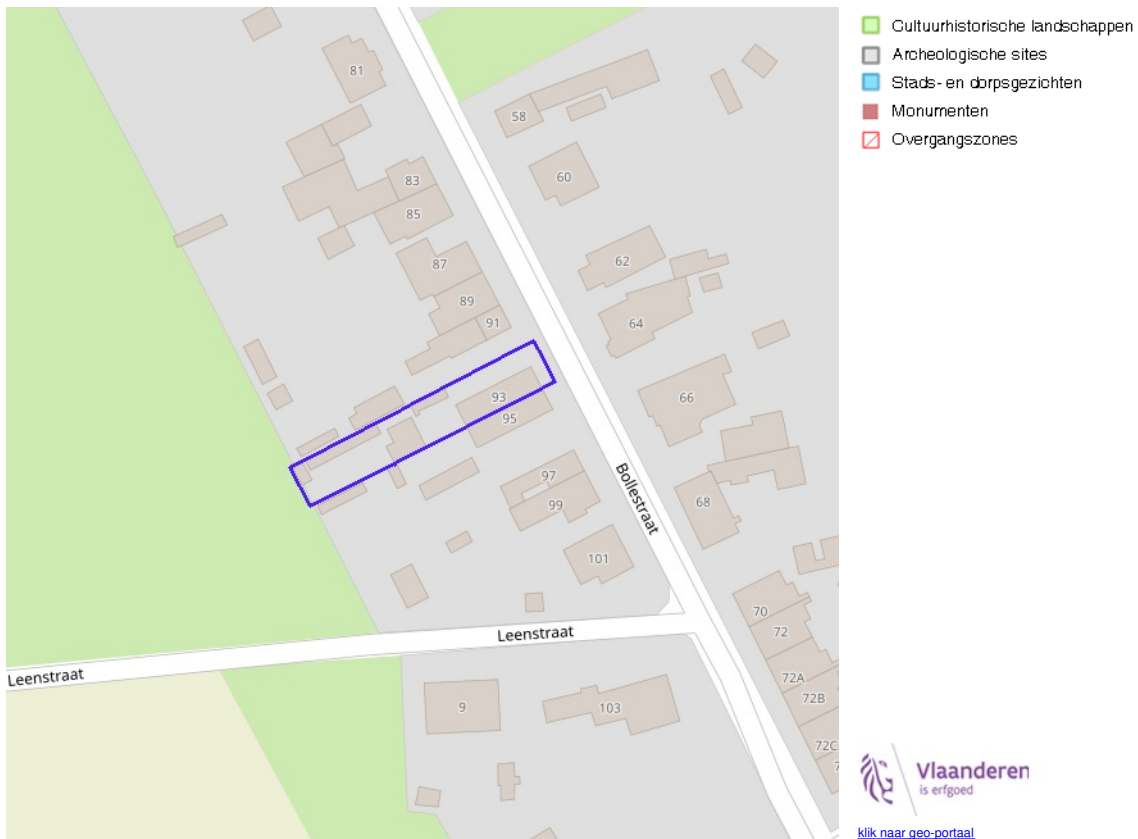 81
58
60
83
85
87
62
89
91
64
93
95
66
97
99
Bollestraat
68
101
70
72
72A
72B
72C
7
Leenstraat
Leenstraat
9
103
Cultuurhistorische landschappen
Archeologische sites
Stads- en dorpsgezichten
Monumenten
Overgangszones
Vlaanderen
is erfgoed
klik naar geo-portaal